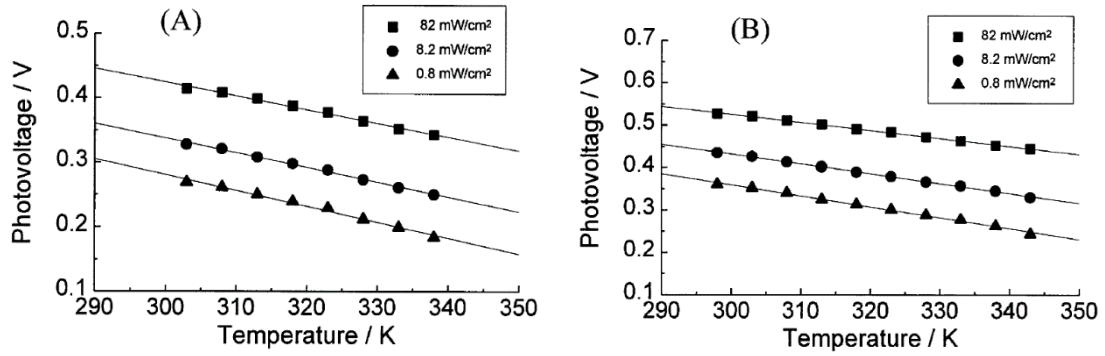 (A)
0.5
0.4
0.3
0.2
0.1
Photovoltage / V
82 mW/cm²
8.2 mW/cm²
0.8 mW/cm²
290 300 310 320 330 340 350
Temperature / K
(B)
0.7
0.6
0.5
0.4
0.3
0.2
0.1
Photovoltage / V
82 mW/cm²
8.2 mW/cm²
0.8 mW/cm²
290 300 310 320 330 340 350
Temperature / K